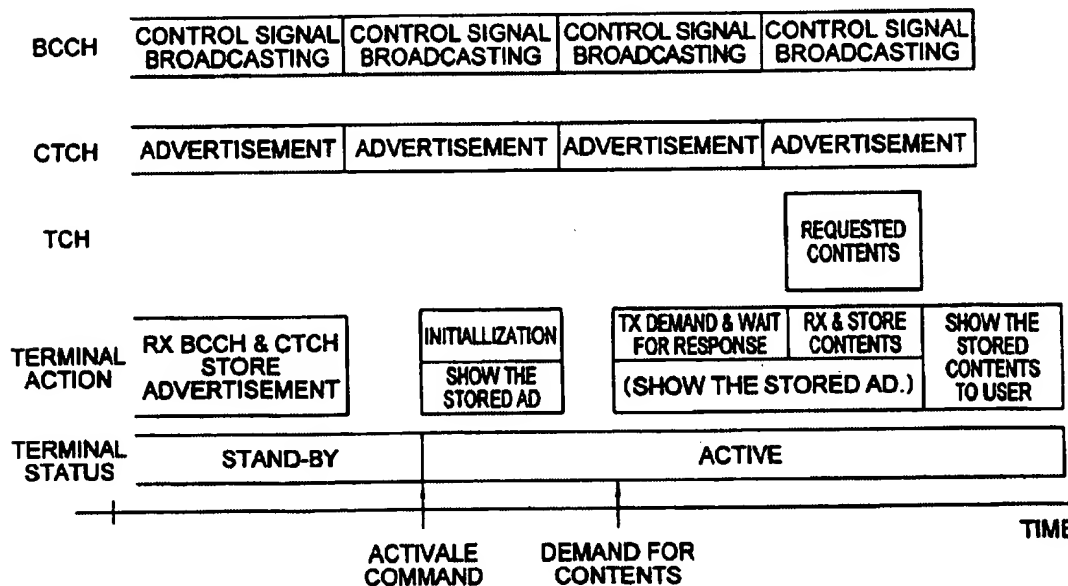 BCCH
CONTROL SIGNAL
BROADCASTING
CONTROL SIGNAL
BROADCASTING
CONTROL SIGNAL
BROADCASTING
CONTROL SIGNAL
BROADCASTING
CTCH
ADVERTISEMENT
ADVERTISEMENT
ADVERTISEMENT
ADVERTISEMENT
TCH
REQUESTED
CONTENTS
TERMINAL
ACTION
RX BCCH & CTCH
STORE
ADVERTISEMENT
INITIALLIZATION
SHOW THE
STORED AD
TX DEMAND & WAIT
FOR RESPONSE
RX & STORE
CONTENTS
(SHOW THE STORED AD.)
SHOW THE
STORED
CONTENTS
TO USER
TERMINAL
STATUS
STAND-BY
ACTIVE
TIME
ACTIVALE
COMMAND
DEMAND FOR
CONTENTS